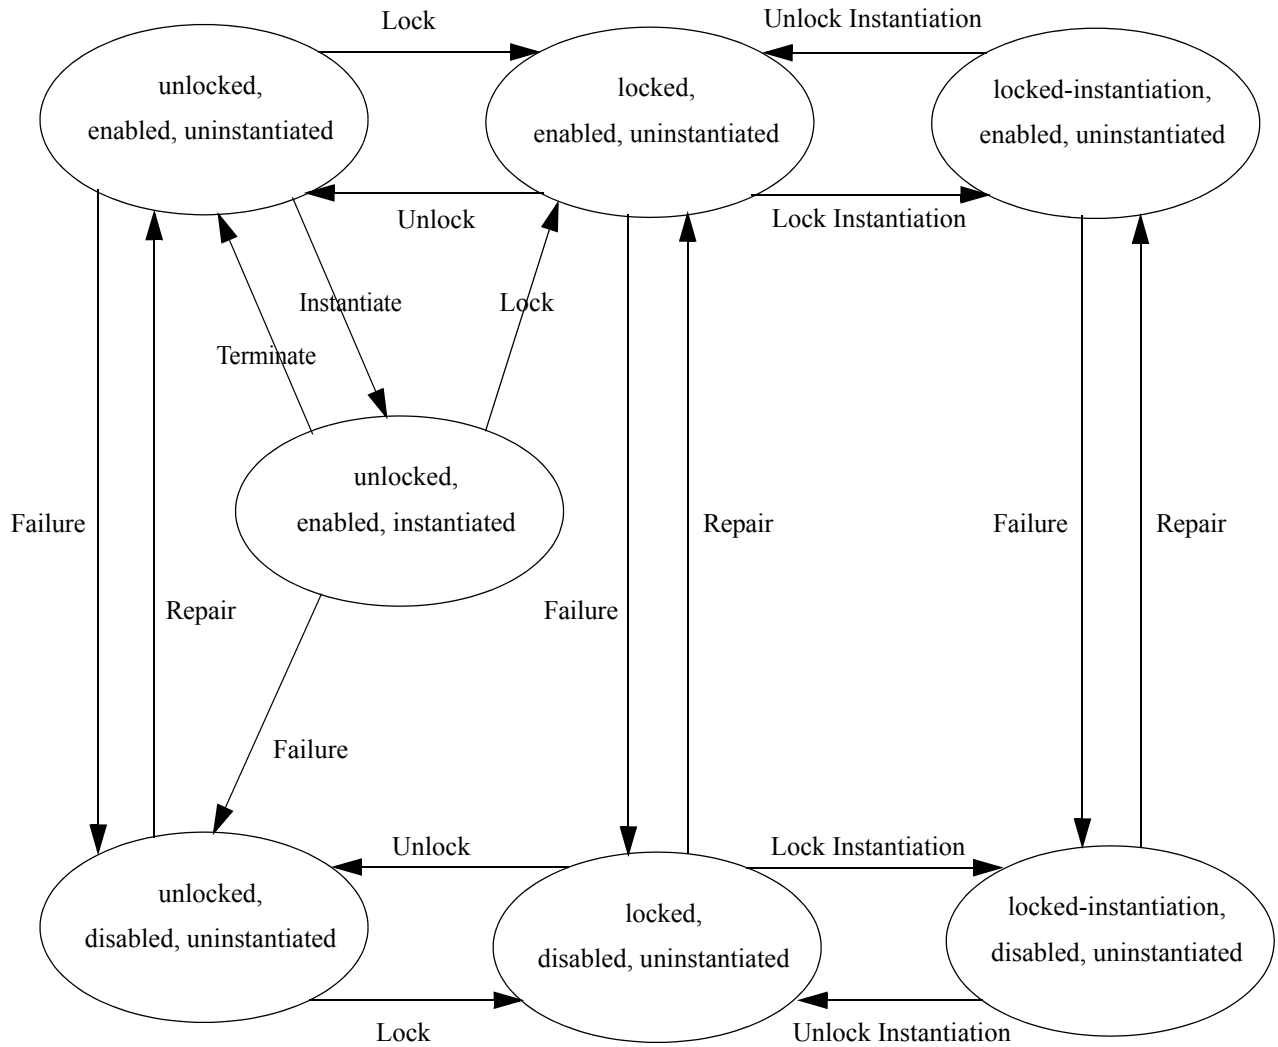 Lock
Unlock Instantiation
unlocked,
enabled, uninstantiated
locked,
enabled, uninstantiated
locked-instantiation,
enabled, uninstantiated
Unlock
Lock Instantiation
Instantiate
Lock
Terminate
unlocked,
enabled, instantiated
Failure
Repair
Failure
Repair
Repair
Failure
Failure
Unlock
Lock Instantiation
unlocked,
disabled, uninstantiated
locked,
disabled, uninstantiated
locked-instantiation,
disabled, uninstantiated
Lock
Unlock Instantiation